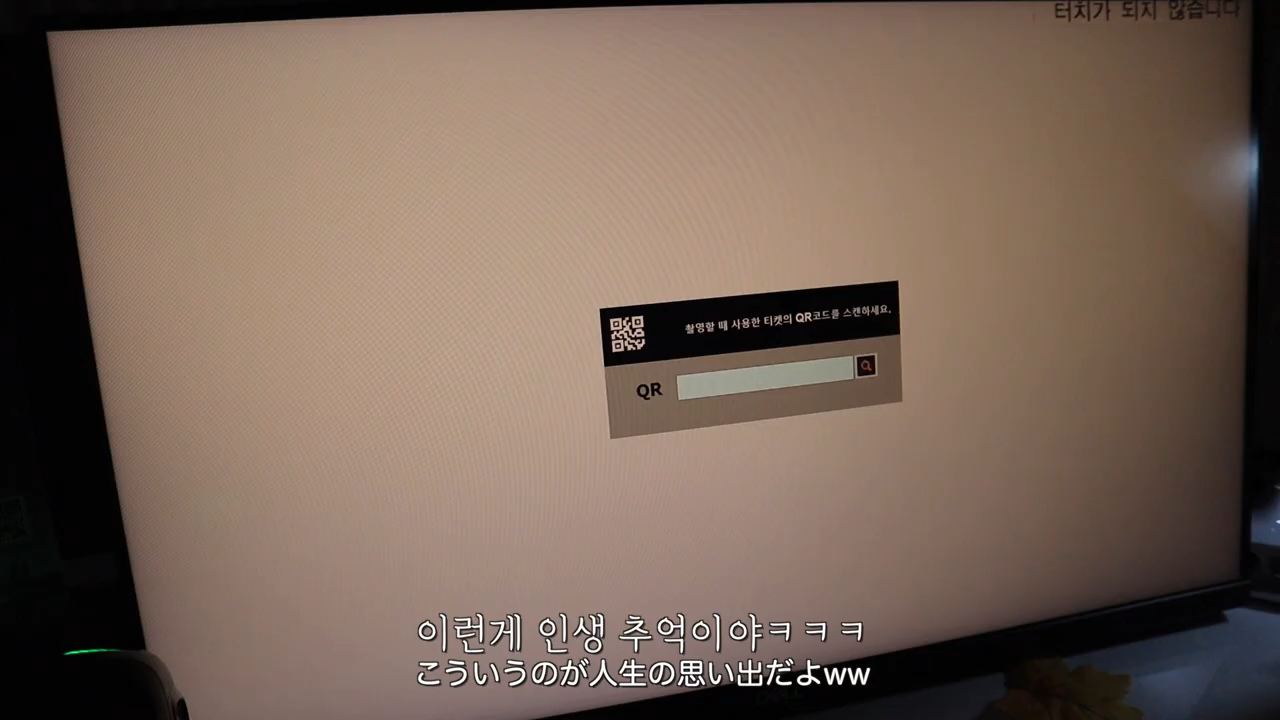 터치가 되지 않습니다
촬영할 때 사용한 티켓의 QR코드를 스캔하세요.
QR
이런게 인생 추억이야ㅋㅋㅋ
こういうのが人生の思い出だよww